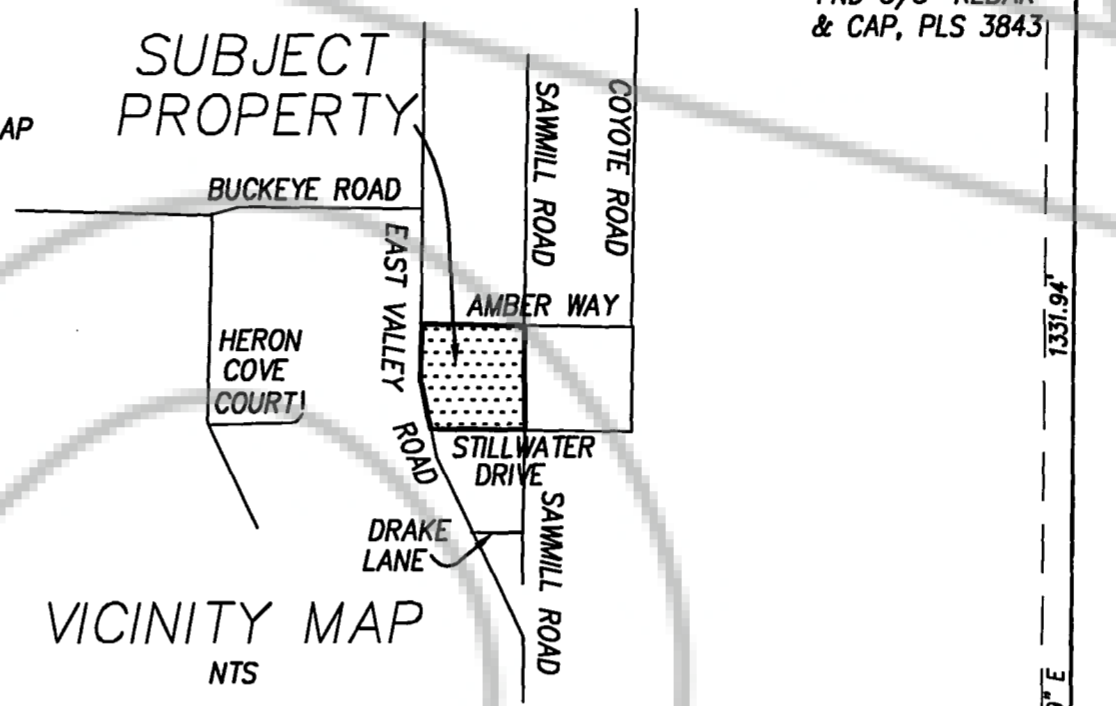 & CAP, PLS 3843
SUBJECT
PROPERTY
AP
BUCKEYE ROAD
SAWMILL ROAD
COYOTE ROAD
EAST VALLEY
ROAD
AMBER WAY
HERON
COVE
COURT
STILLWATER
DRIVE
DRAKE
LANE
SAWMILL ROAD
VICINITY MAP
NTS
1331.94'
" E